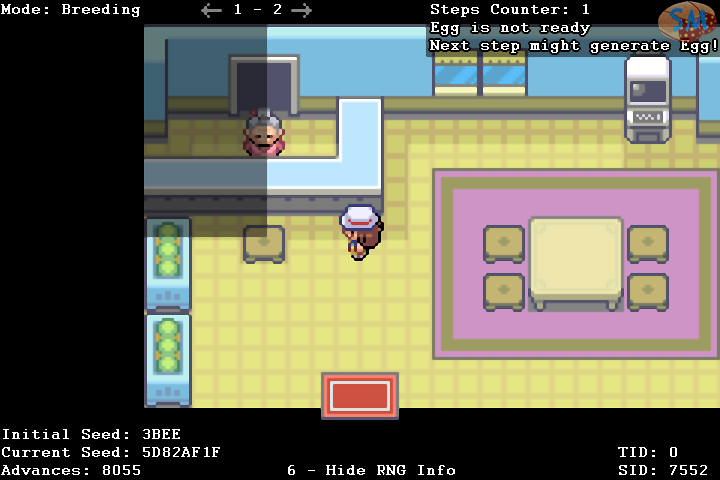 Mode: Breeding
← 1 - 2 →
Steps Counter: 1
Egg is not ready
Next step might generate Egg!
SM
Initial Seed: 3BEE
Current Seed: 5D82AF1F
Advances: 8055
6 - Hide RNG Info
TID: 0
SID: 7552